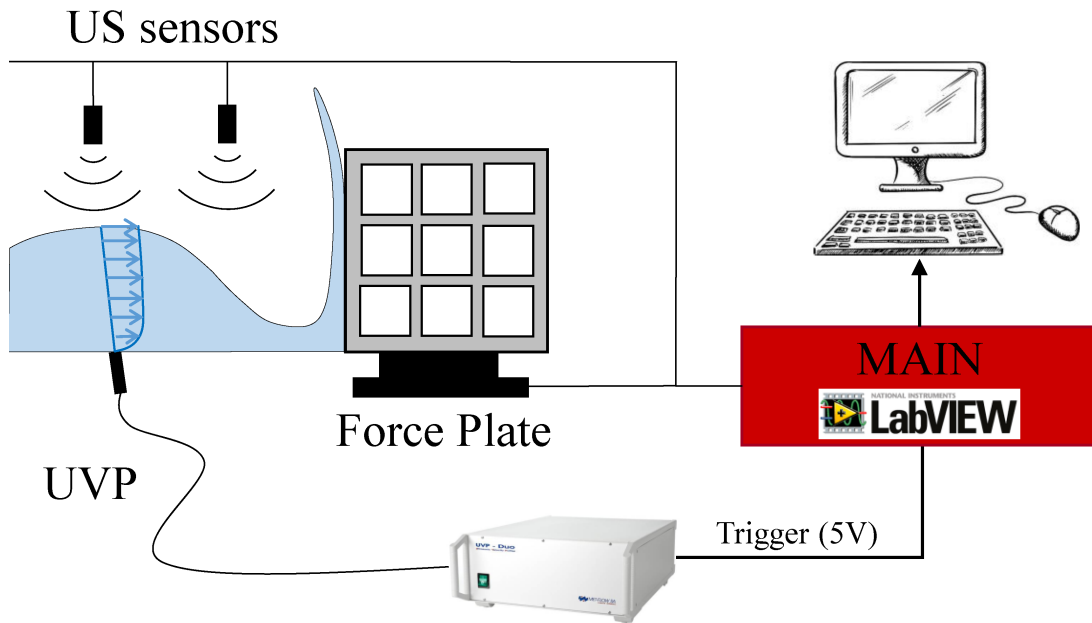 US sensors
MAIN
NATIONAL INSTRUMENTS
LabVIEW
Force Plate
UVP
Trigger (5V)
UVP - Duo